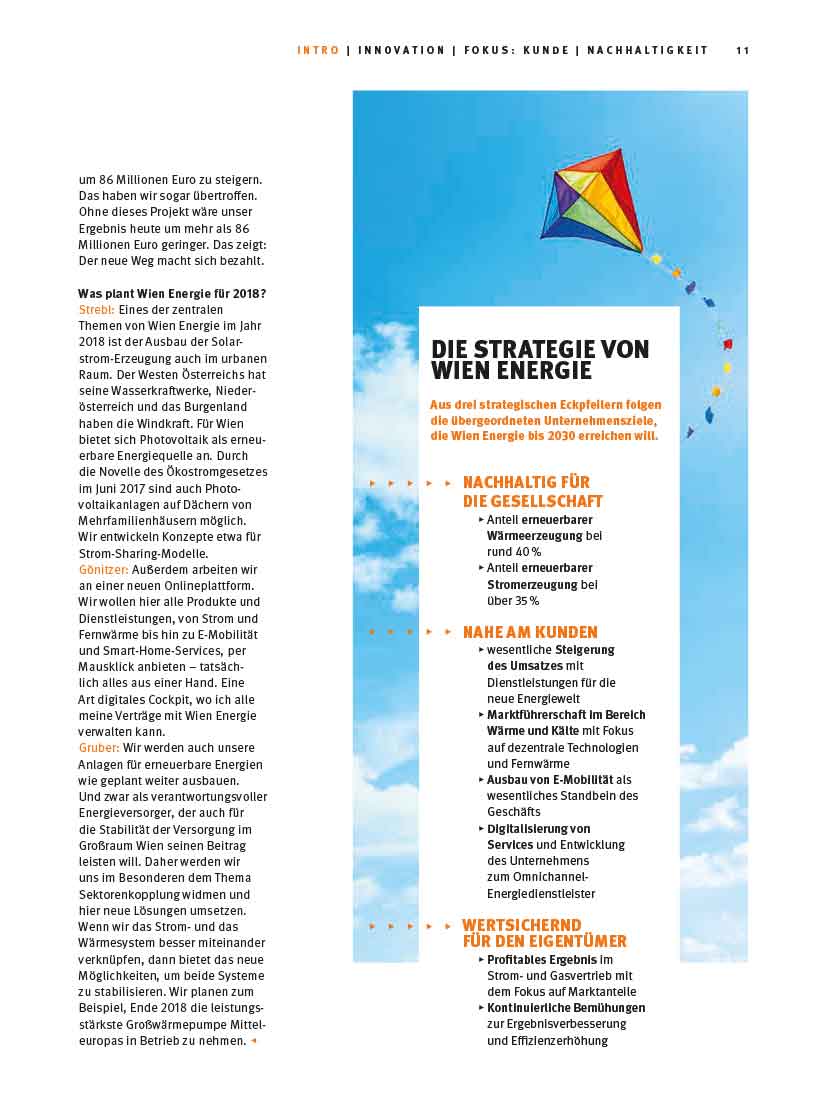 INTRO | INNOVATION | FOKUS: KUNDE | NACHHALTIGKEIT 11
um 86 Millionen Euro zu steigern.
Das haben wir sogar übertroffen.
Ohne dieses Projekt wäre unser
Ergebnis heute um mehr als 86
Millionen Euro geringer. Das zeigt:
Der neue Weg macht sich bezahlt.
Was plant Wien Energie für 2018?
Strebl: Eines der zentralen
Themen von Wien Energie im Jahr
2018 ist der Ausbau der Solar-
strom-Erzeugung auch im urbanen
Raum. Der Westen Österreichs hat
seine Wasserkraftwerke, Nieder-
österreich und das Burgenland
haben die Windkraft. Für Wien
bietet sich Photovoltaik als erneu-
erbare Energiequelle an. Durch
die Novelle des Ökostromgesetzes
im Juni 2017 sind auch Photo-
voltaikanlagen auf Dächern von
Mehrfamilienhäusern möglich.
Wir entwickeln Konzepte etwa für
Strom-Sharing-Modelle.
Gönitzer: Außerdem arbeiten wir
an einer neuen Onlineplattform.
Wir wollen hier alle Produkte und
Dienstleistungen, von Strom und
Fernwärme bis hin zu E-Mobilität
und Smart-Home-Services, per
Mausklick anbieten – tatsäch-
lich alles aus einer Hand. Eine
Art digitales Cockpit, wo ich alle
meine Verträge mit Wien Energie
verwalten kann.
Gruber: Wir werden auch unsere
Anlagen für erneuerbare Energien
wie geplant weiter ausbauen.
Und zwar als verantwortungsvoller
Energieversorger, der auch für
die Stabilität der Versorgung im
Großraum Wien seinen Beitrag
leisten will. Daher werden wir
uns im Besonderen dem Thema
Sektorenkopplung widmen und
hier neue Lösungen umsetzen.
Wenn wir das Strom- und das
Wärmesystem besser miteinander
verknüpfen, dann bietet das neue
Möglichkeiten, um beide Systeme
zu stabilisieren. Wir planen zum
Beispiel, Ende 2018 die leistungs-
stärkste Großwärmepumpe Mittel-
europas in Betrieb zu nehmen.
DIE STRATEGIE VON
WIEN ENERGIE
Aus drei strategischen Eckpfeilern folgen
die übergeordneten Unternehmensziele,
die Wien Energie bis 2030 erreichen will.
NACHHALTIG FÜR
DIE GESELLSCHAFT
Anteil erneuerbarer
Wärmeerzeugung bei
rund 40 %
Anteil erneuerbarer
Stromerzeugung bei
über 35 %
NAHE AM KUNDEN
wesentliche Steigerung
des Umsatzes mit
Dienstleistungen für die
neue Energiewelt
Marktführerschaft im Bereich
Wärme und Kälte mit Fokus
auf dezentrale Technologien
und Fernwärme
Ausbau von E-Mobilität als
wesentliches Standbein des
Geschäfts
Digitalisierung von
Services und Entwicklung
des Unternehmens
zum Omnichannel-
Energiedienstleister
WERTSICHERND
FÜR DEN EIGENTÜMER
Profitables Ergebnis im
Strom- und Gasvertrieb mit
dem Fokus auf Marktanteile
Kontinuierliche Bemühungen
zur Ergebnisverbesserung
und Effizienzerhöhung